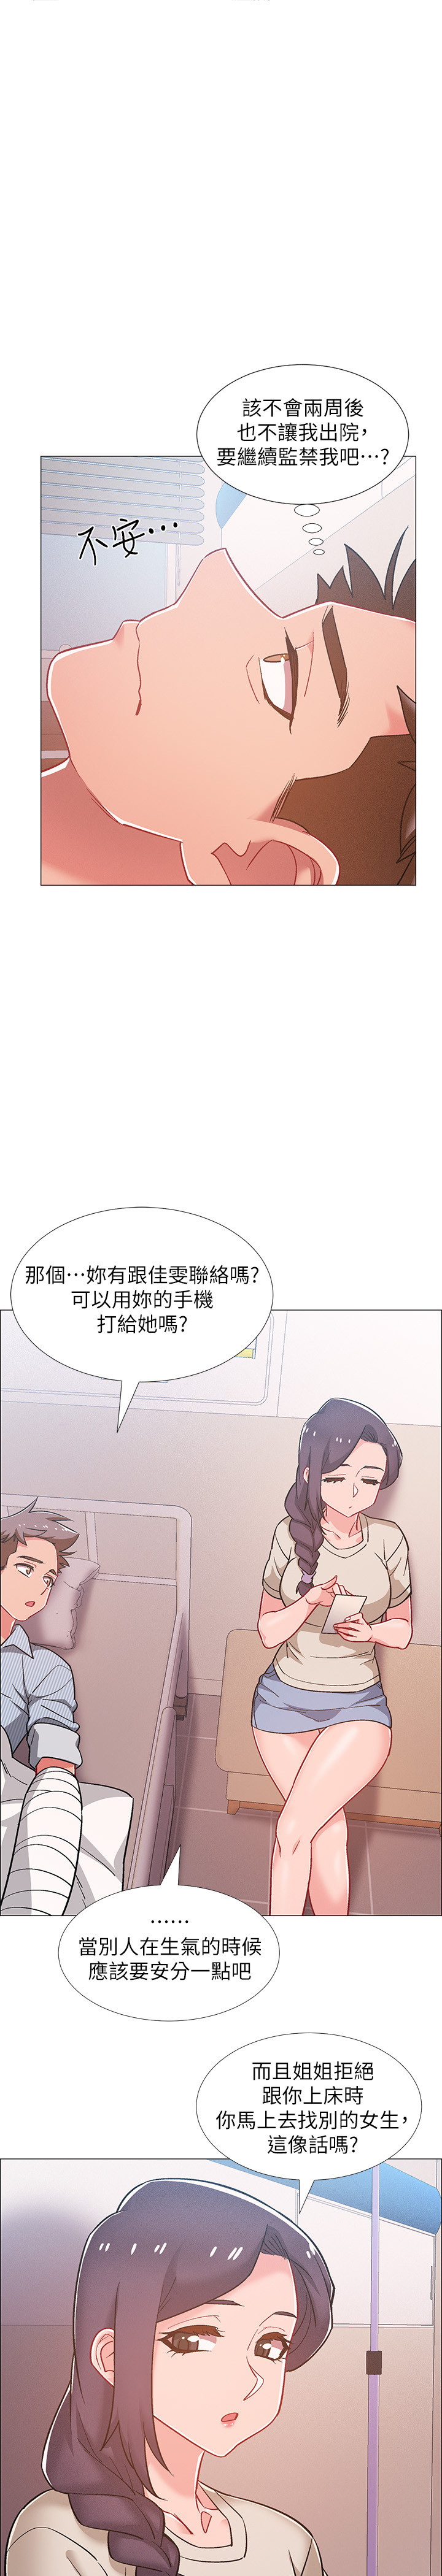 該不會兩周後
也不讓我出院,
要繼續監禁我吧…?
不安…
那個…妳有跟佳雯聯絡嗎?
可以用妳的手機
打給她嗎?
……
當別人在生氣的時候
應該要安分一點吧
而且姐姐拒絕
跟你上床時
你馬上去找別的女生,
這像話嗎?